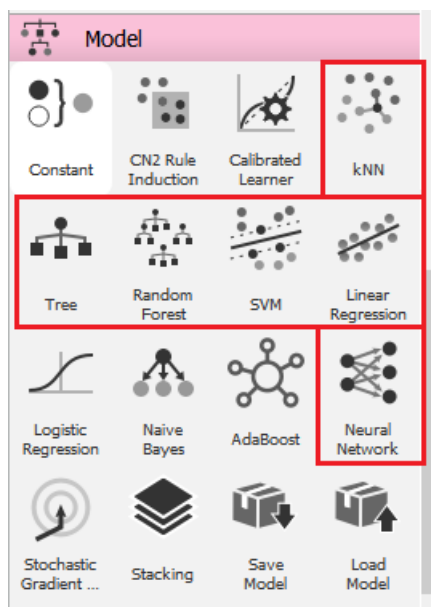 Model
Constant
CN2 Rule
Induction
Calibrated
Learner
kNN
Tree
Random
Forest
SVM
Linear
Regression
Logistic
Regression
Naive
Bayes
AdaBoost
Neural
Network
Stochastic
Gradient ...
Stacking
Save
Model
Load
Model